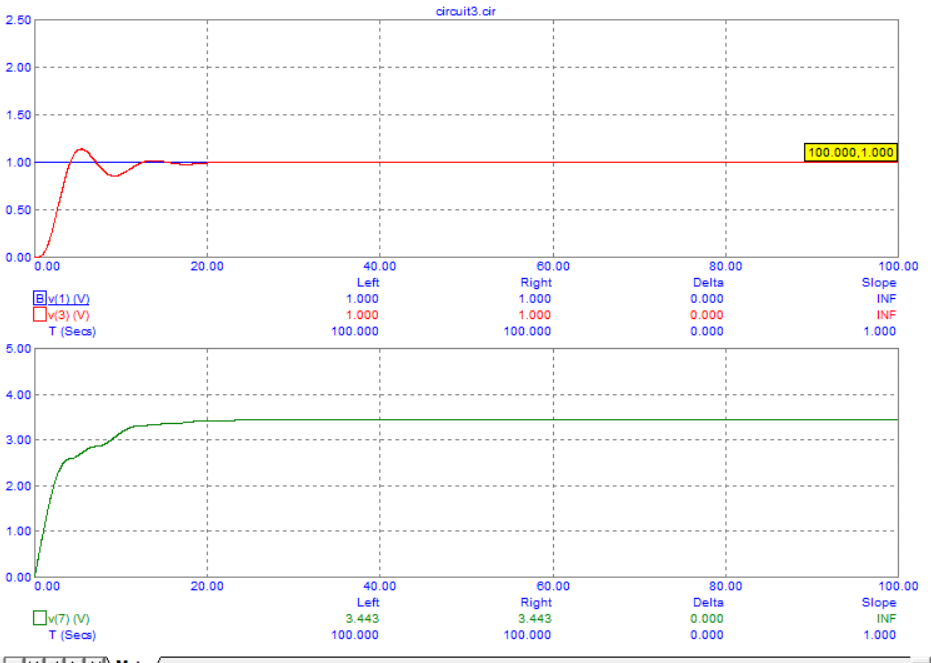 circuit3.cir
2.50
2.00
1.50
1.00
100.000,1.000
0.50
0.00
0.00 20.00 40.00 60.00 80.00 100.00
Left Right Delta Slope
B v(1) (V) 1.000 1.000 0.000 INF
v(3) (V) 1.000 1.000 0.000 INF
T (Secs) 100.000 100.000 0.000 1.000
5.00
4.00
3.00
2.00
1.00
0.00
0.00 20.00 40.00 60.00 80.00 100.00
Left Right Delta Slope
v(7) (V) 3.443 3.443 0.000 INF
T (Secs) 100.000 100.000 0.000 1.000